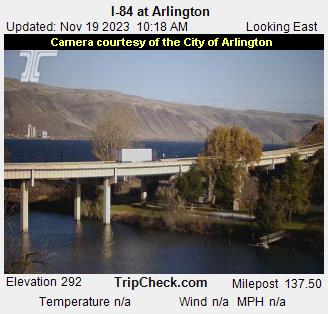 I-84 at Arlington
Updated: Nov 19 2023 10:18 AM Looking East
Camera courtesy of the City of Arlington
Elevation 292 TripCheck.com Milepost 137.50
Temperature n/a Wind n/a MPH n/a